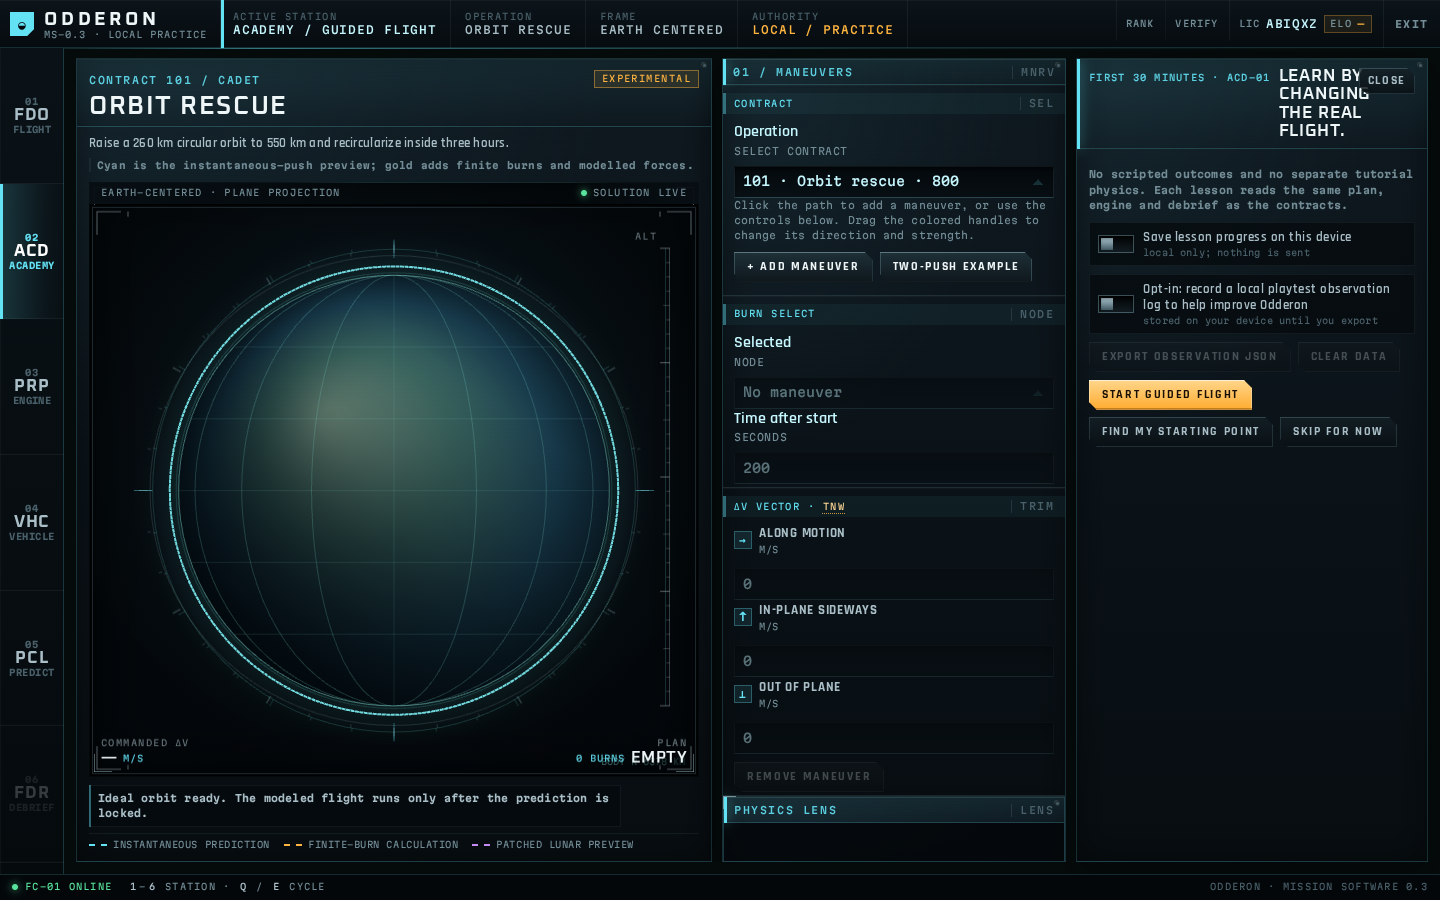 ODDERON
MS-0.3 · LOCAL PRACTICE
ACTIVE STATION
ACADEMY / GUIDED FLIGHT
OPERATION
ORBIT RESCUE
FRAME
EARTH CENTERED
AUTHORITY
LOCAL / PRACTICE
RANK
VERIFY
LIC ABIQXZ
ELO —
EXIT
01
FDO
FLIGHT
02
ACD
ACADEMY
03
PRP
ENGINE
04
VHC
VEHICLE
05
PCL
PREDICT
06
FDR
DEBRIEF
CONTRACT 101 / CADET
EXPERIMENTAL
ORBIT RESCUE
Raise a 260 km circular orbit to 550 km and recircularize inside three hours.
Cyan is the instantaneous-push preview; gold adds finite burns and modelled forces.
EARTH-CENTERED · PLANE PROJECTION
SOLUTION LIVE
ALT
COMMANDED ΔV
— M/S
PLAN
0 BURNS EMPTY
Ideal orbit ready. The modeled flight runs only after the prediction is
locked.
INSTANTANEOUS PREDICTION
FINITE-BURN CALCULATION
PATCHED LUNAR PREVIEW
01 / MANEUVERS
MNRV
CONTRACT
SEL
Operation
SELECT CONTRACT
101 · Orbit rescue · 800
Click the path to add a maneuver, or use the
controls below. Drag the colored handles to
change its direction and strength.
+ ADD MANEUVER
TWO-PUSH EXAMPLE
BURN SELECT
NODE
Selected
NODE
No maneuver
Time after start
SECONDS
200
ΔV VECTOR · TNW
TRIM
→ ALONG MOTION
M/S
0
↑ IN-PLANE SIDEWAYS
M/S
0
⊥ OUT OF PLANE
M/S
0
REMOVE MANEUVER
PHYSICS LENS
LENS
FIRST 30 MINUTES · ACD-01
LEARN BY
CHANGING
THE REAL
FLIGHT.
CLOSE
No scripted outcomes and no separate tutorial
physics. Each lesson reads the same plan,
engine and debrief as the contracts.
Save lesson progress on this device
local only; nothing is sent
Opt-in: record a local playtest observation
log to help improve Odderon
stored on your device until you export
EXPORT OBSERVATION JSON
CLEAR DATA
START GUIDED FLIGHT
FIND MY STARTING POINT
SKIP FOR NOW
FC-01 ONLINE
1-6 STATION · Q / E CYCLE
ODDERON · MISSION SOFTWARE 0.3